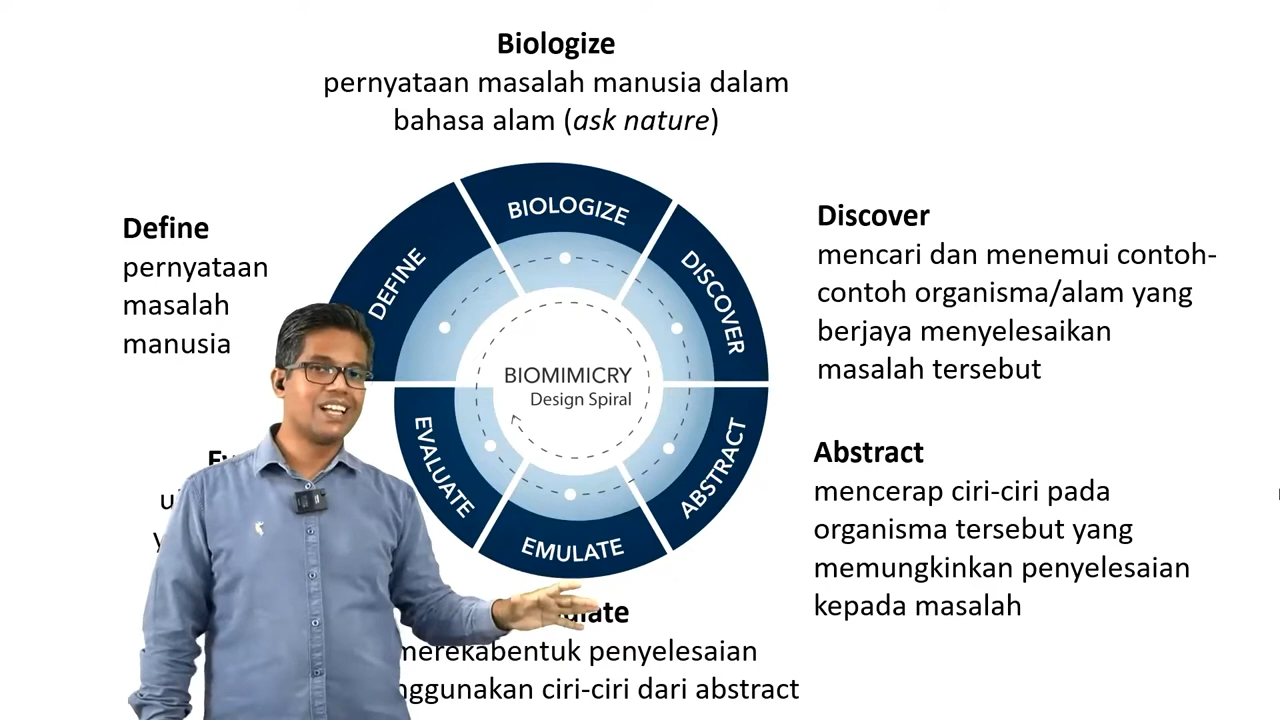 Biologize
pernyataan masalah manusia dalam
bahasa alam (ask nature)
Define
pernyataan
masalah
manusia
BIOLOGIZE
DEFINE
DISCOVER
BIOMIMICRY
Design Spiral
EVALUATE
ABSTRACT
EMULATE
Discover
mencari dan menemui contoh-
contoh organisma/alam yang
berjaya menyelesaikan
masalah tersebut
Abstract
mencerap ciri-ciri pada
organisma tersebut yang
memungkinkan penyelesaian
kepada masalah
merekabentuk penyelesaian
ciri-ciri dari abstract